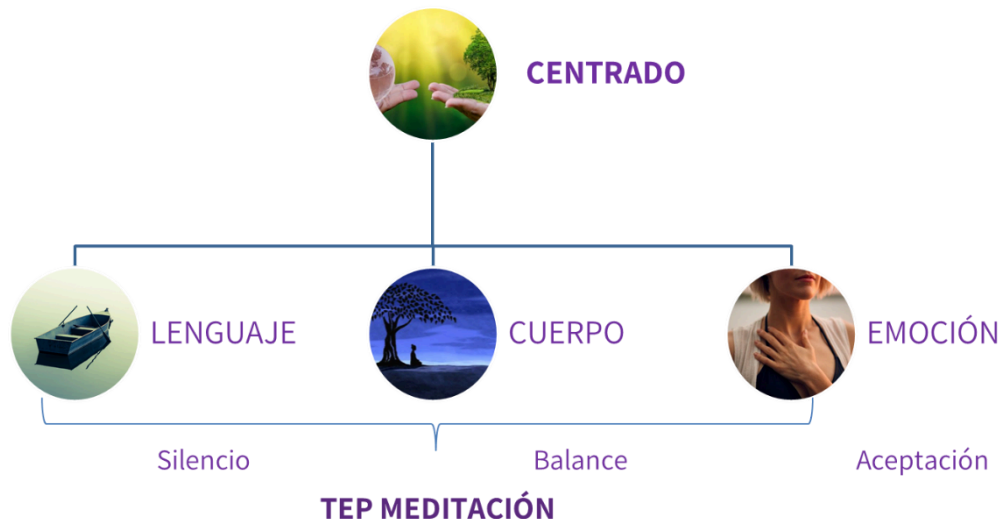 CENTRADO
LENGUAJE
CUERPO
EMOCIÓN
Silencio
Balance
Aceptación
TEP MEDITACIÓN